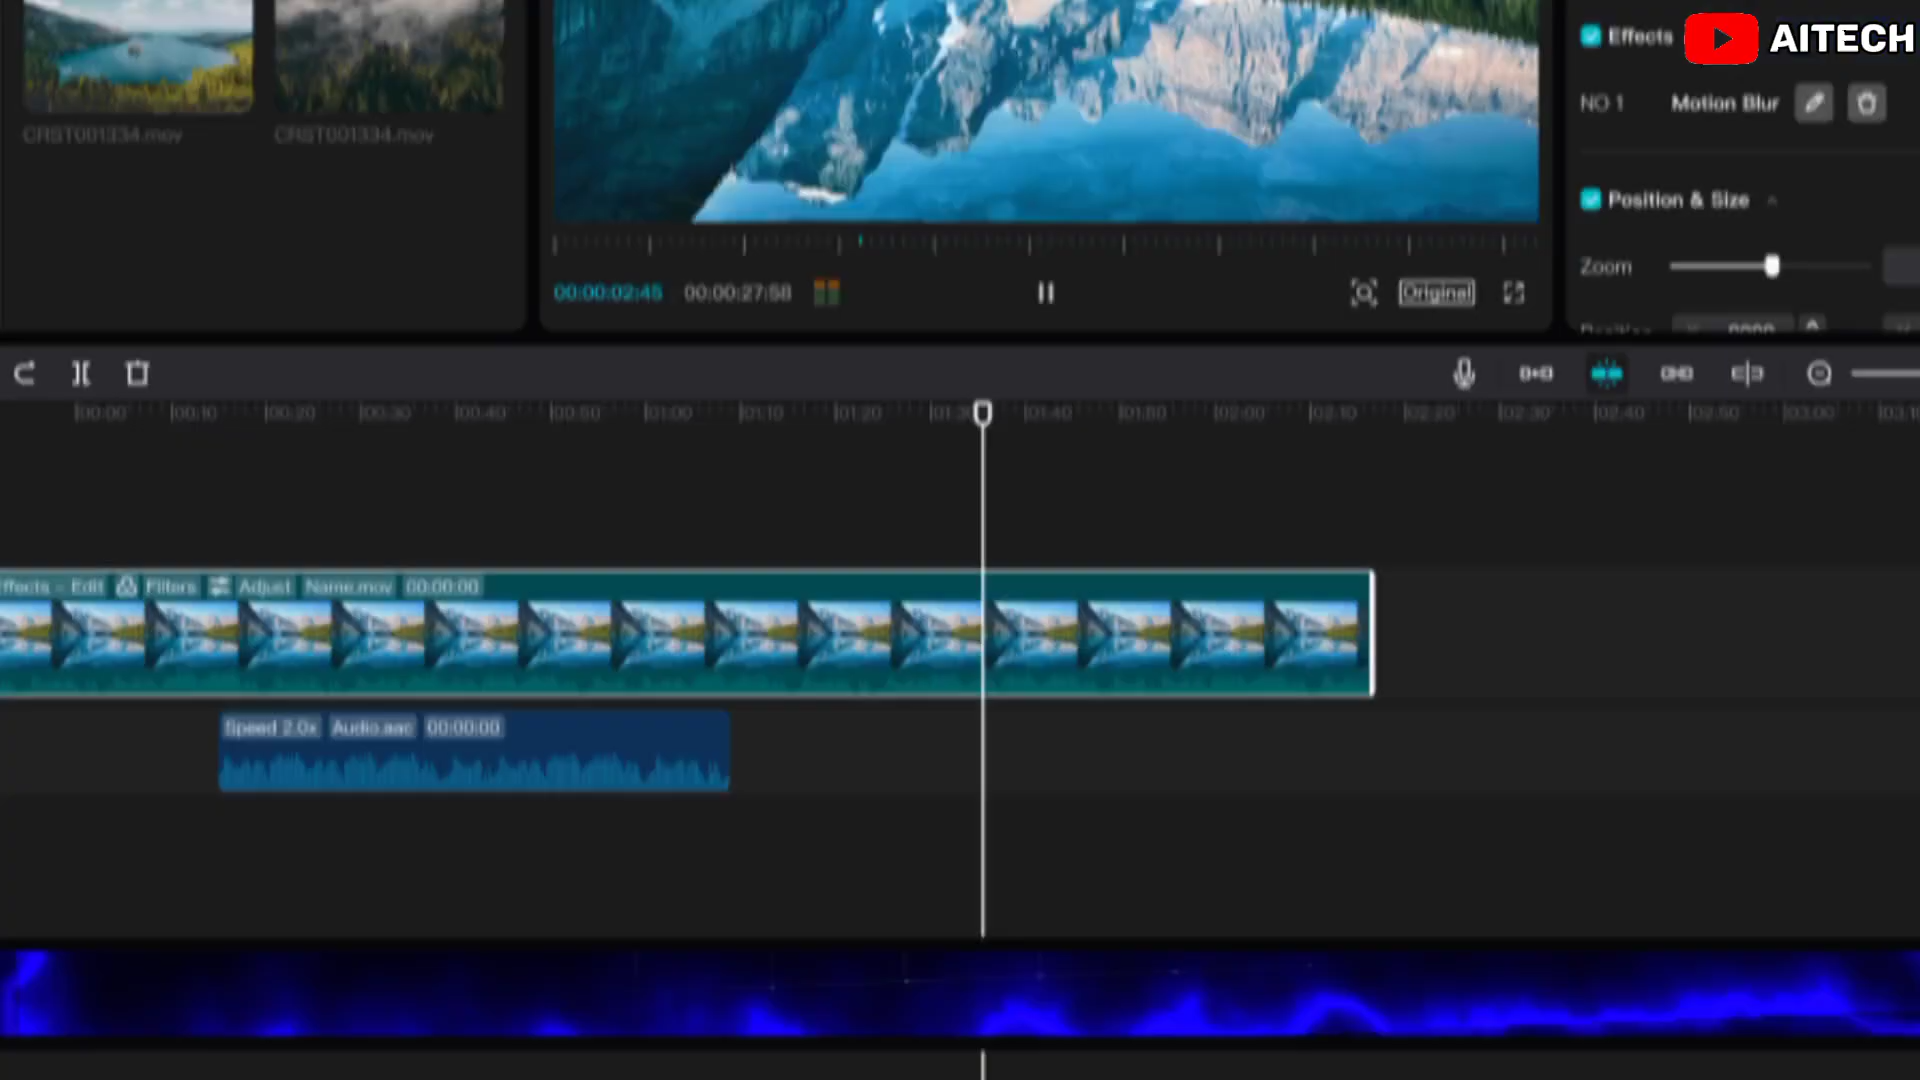 Effects
AITECH
NO 1 Motion Blur
CRST001334.mov CRST001334.mov
Position & Size
Zoom
00:00:02:45 00:00:27:58 Original
00:00 00:10 00:20 00:30 00:40 00:50 01:00 01:10 01:20 01:30 01:40 01:50 02:00 02:10 02:20 02:30 02:40 02:50 03:00 03:10
ffects - Edit Filters Adjust Name.mov 00:00:00
Speed 2.0x Audio.aac 00:00:00